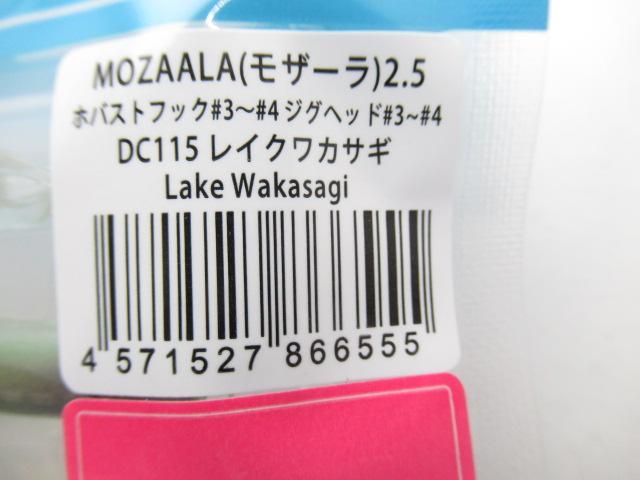 MOZAALA(モザーラ)2.5
ホバストフック#3～#4 ジグヘッド#3~#4
DC115 レイクワカサギ
Lake Wakasagi
4 571527 866555